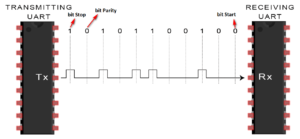 TRANSMITTING UART
bit Stop
bit Parity
bit Start
RECEIVING UART
1 0 1 0 1 1 0 0 1 0 0
Tx
Rx